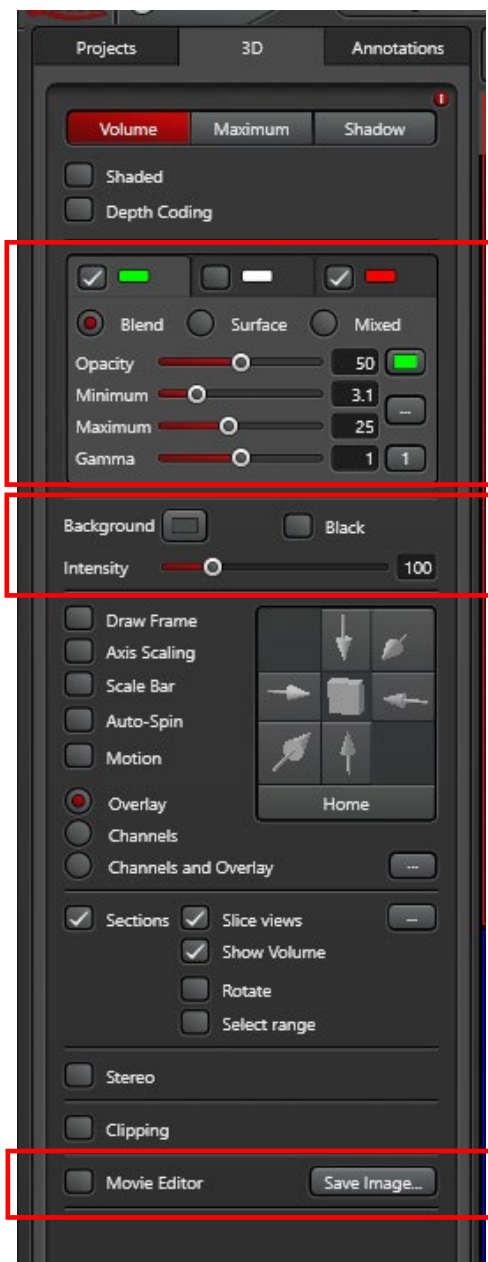 Projects 3D Annotations
Volume Maximum Shadow
Shaded
Depth Coding
Blend Surface Mixed
Opacity 50
Minimum 3.1
...
Maximum 25
Gamma 1 1
Background Black
Intensity 100
Draw Frame
Axis Scaling
Scale Bar
Auto-Spin
Motion
Home
Overlay
Channels
Channels and Overlay ...
Sections Slice views ...
Show Volume
Rotate
Select range
Stereo
Clipping
Movie Editor Save Image...